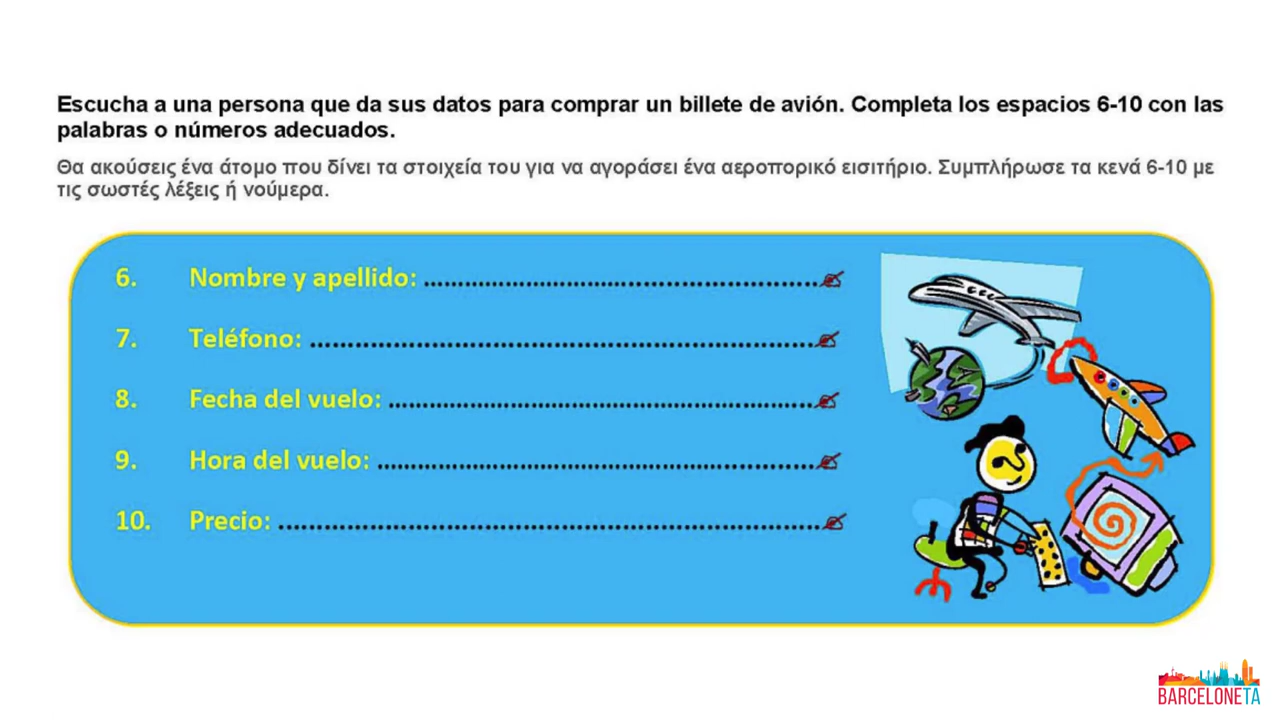 Escucha a una persona que da sus datos para comprar un billete de avión. Completa los espacios 6-10 con las
palabras o números adecuados.
Θα ακούσεις ένα άτομο που δίνει τα στοιχεία του για να αγοράσει ένα αεροπορικό εισιτήριο. Συμπλήρωσε τα κενά 6-10 με
τις σωστές λέξεις ή νούμερα.
6. Nombre y apellido: ..........................................................
7. Teléfono: ..........................................................................
8. Fecha del vuelo: ..............................................................
9. Hora del vuelo: ................................................................
10. Precio: ..............................................................................
BARCELONETA